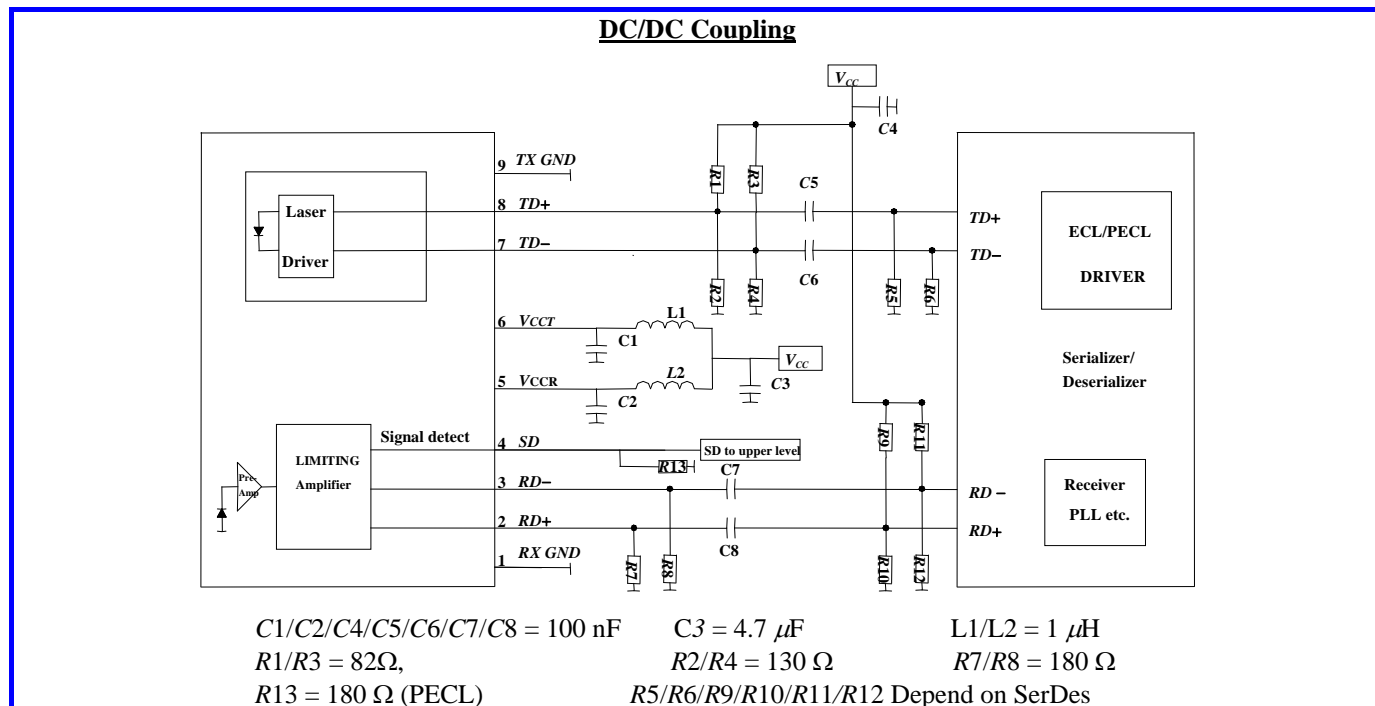 DC/DC Coupling
VCC
C4
9 TX GND
R1
R3
C5
Laser
Driver
8 TD+
7 TD−
TD+
TD−
ECL/PECL
DRIVER
R2
R4
C6
R5
R6
6 VCCT
L1
C1
VCC
5 VCCR
L2
C2
C3
Serializer/
Deserializer
R9
R11
Signal detect
4 SD
SD to upper level
R13
C7
LIMITING
Amplifier
Pre-
Amp
3 RD−
2 RD+
RD −
RD+
Receiver
PLL etc.
C8
1 RX GND
R7
R8
R10
R12
C1/C2/C4/C5/C6/C7/C8 = 100 nF C3 = 4.7 μF L1/L2 = 1 μH
R1/R3 = 82Ω, R2/R4 = 130 Ω R7/R8 = 180 Ω
R13 = 180 Ω (PECL) R5/R6/R9/R10/R11/R12 Depend on SerDes